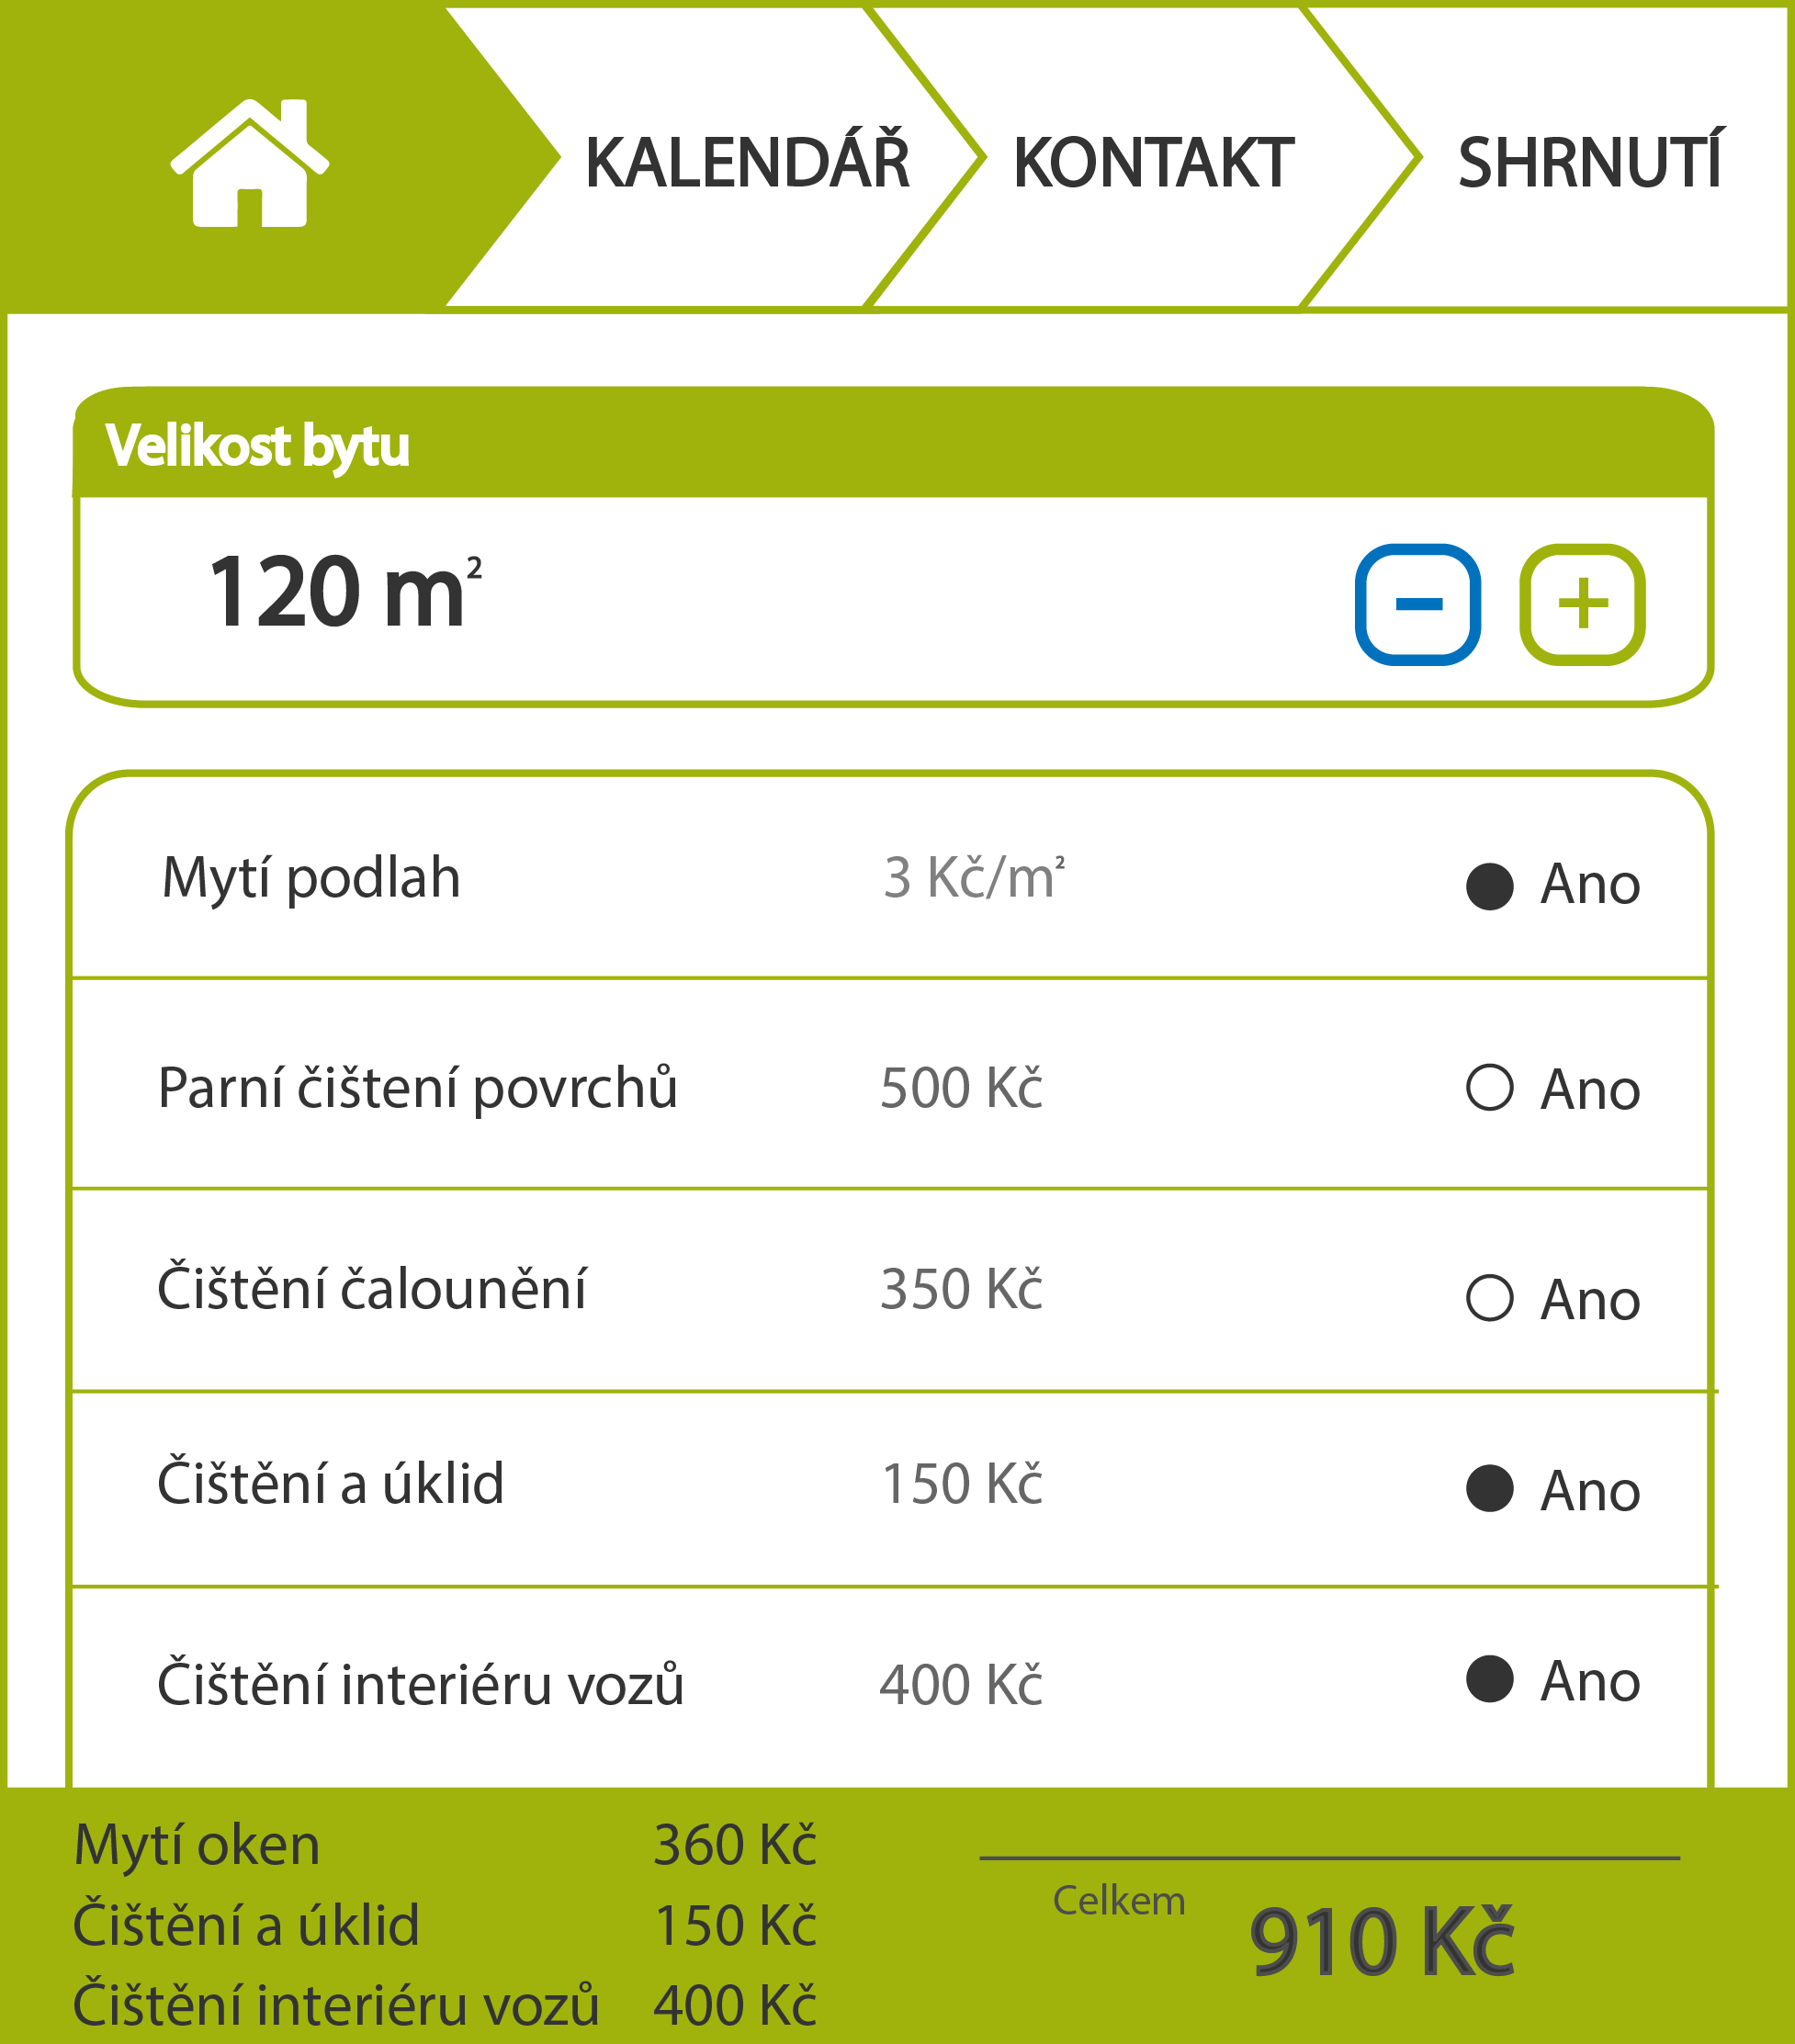 KALENDÁŘ KONTAKT SHRNUTÍ
Velikost bytu
120 m²
Mytí podlah 3 Kč/m² Ano
Parní čištení povrchů 500 Kč Ano
Čištění čalounění 350 Kč Ano
Čištění a úklid 150 Kč Ano
Čištění interiéru vozů 400 Kč Ano
Mytí oken 360 Kč
Čištění a úklid 150 Kč
Čištění interiéru vozů 400 Kč
Celkem 910 Kč